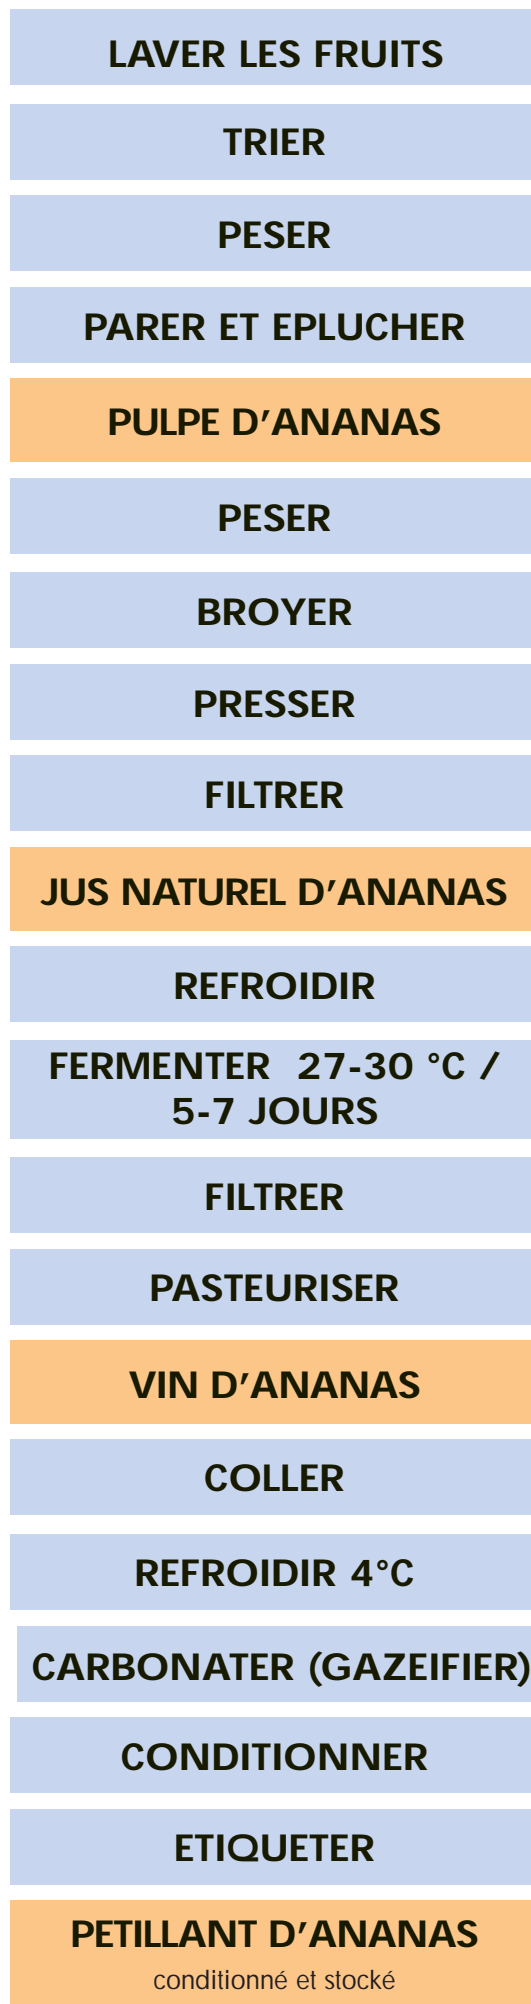 LAVER LES FRUITS
TRIER
PESER
PARER ET EPLUCHER
PULPE D’ANANAS
PESER
BROYER
PRESSER
FILTRER
JUS NATUREL D’ANANAS
REFROIDIR
FERMENTER 27-30 °C /
5-7 JOURS
FILTRER
PASTEURISER
VIN D’ANANAS
COLLER
REFROIDIR 4°C
CARBONATER (GAZEIFIER)
CONDITIONNER
ETIQUETER
PETILLANT D’ANANAS
conditionné et stocké